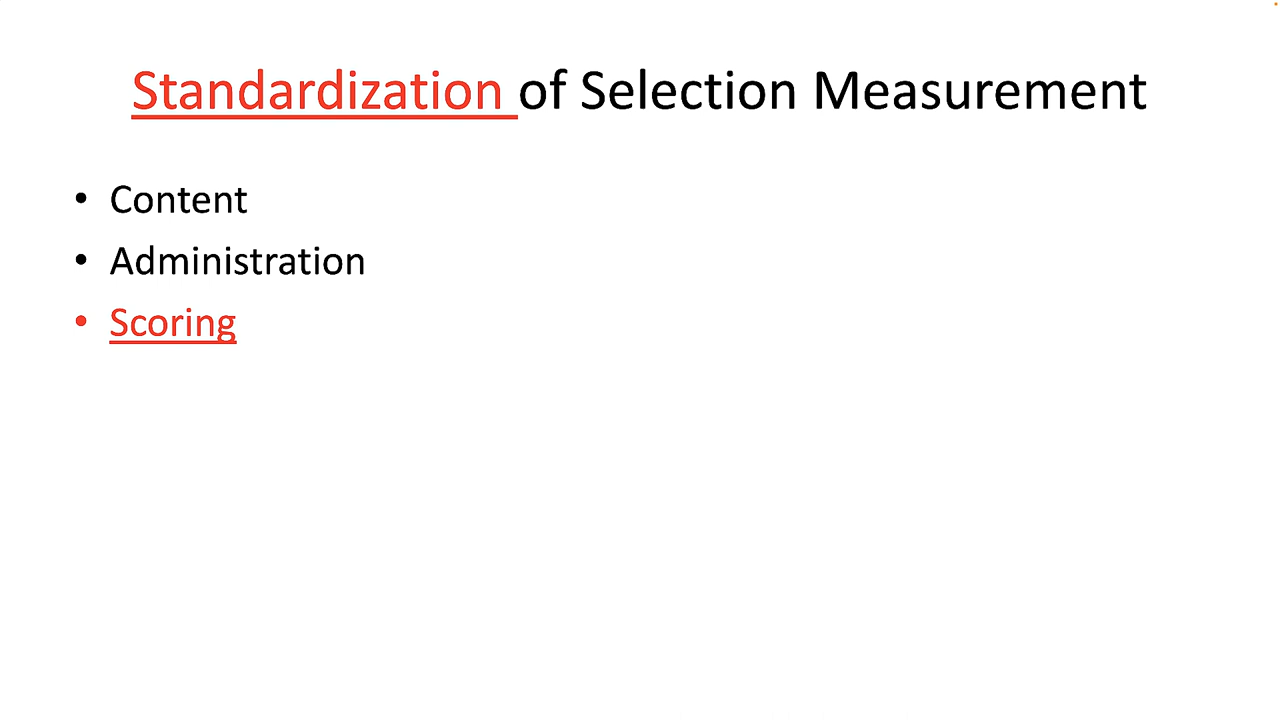 Standardization of Selection Measurement
• Content
• Administration
• Scoring